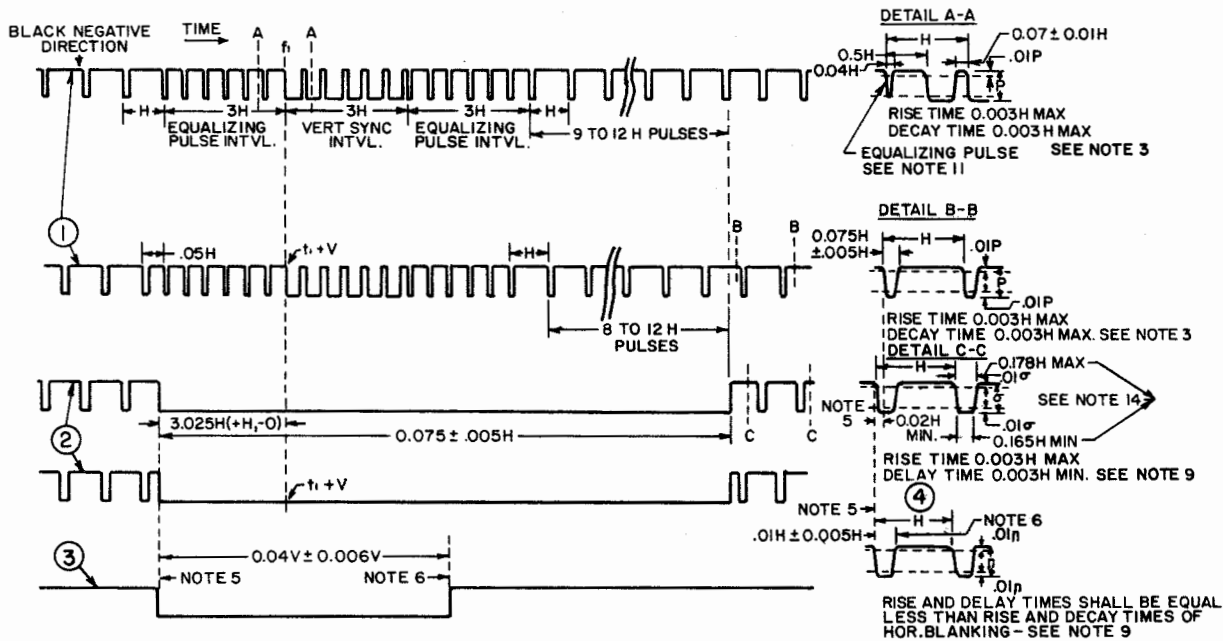 BLACK NEGATIVE
DIRECTION
TIME
A
f₁
A
H
3H
EQUALIZING
PULSE INTVL.
3H
VERT SYNC
INTVL.
3H
EQUALIZING
PULSE INTVL.
H
9 TO 12 H PULSES
DETAIL A-A
H
0.07 ± 0.01H
0.5H
.01P
0.04H
P
RISE TIME 0.003H MAX
DECAY TIME 0.003H MAX
SEE NOTE 3
EQUALIZING PULSE
SEE NOTE 11
1
.05H
t₁+V
H
8 TO 12 H
PULSES
B
B
DETAIL B-B
0.075H
±.005H
H
.01P
P
.01P
RISE TIME 0.003H MAX
DECAY TIME 0.003H MAX. SEE NOTE 3
2
3.025H(+H,-0)
0.075 ± .005H
C
C
t₁+V
DETAIL C-C
H
0.178H MAX
.01σ
σ
NOTE
5
0.02H
MIN.
.01σ
0.165H MIN
SEE NOTE 14
RISE TIME 0.003H MAX
DELAY TIME 0.003H MIN. SEE NOTE 9
3
0.04V ± 0.006V
NOTE 5
NOTE 6
4
NOTE 5
H
NOTE 6
.01H ± 0.005H
.01η
η
.01η
RISE AND DELAY TIMES SHALL BE EQUAL
LESS THAN RISE AND DECAY TIMES OF
HOR. BLANKING - SEE NOTE 9